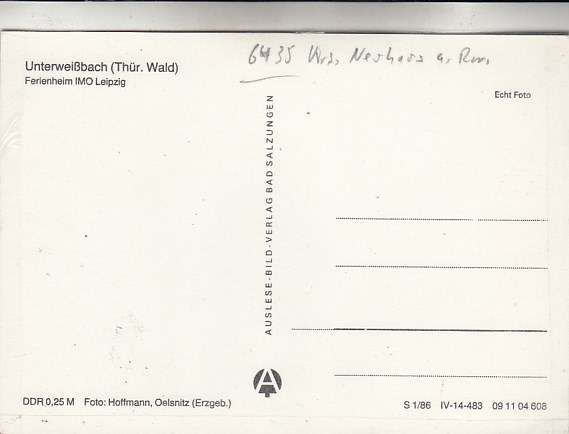 6435 Krs. Neuhaus a. Rw.
Unterweißbach (Thür. Wald)
Ferienheim IMO Leipzig
Echt Foto
AUSLESE-BILD-VERLAG BAD SALZUNGEN
A
DDR 0,25 M Foto: Hoffmann, Oelsnitz (Erzgeb.)
S 1/86 IV-14-483 09 11 04 608